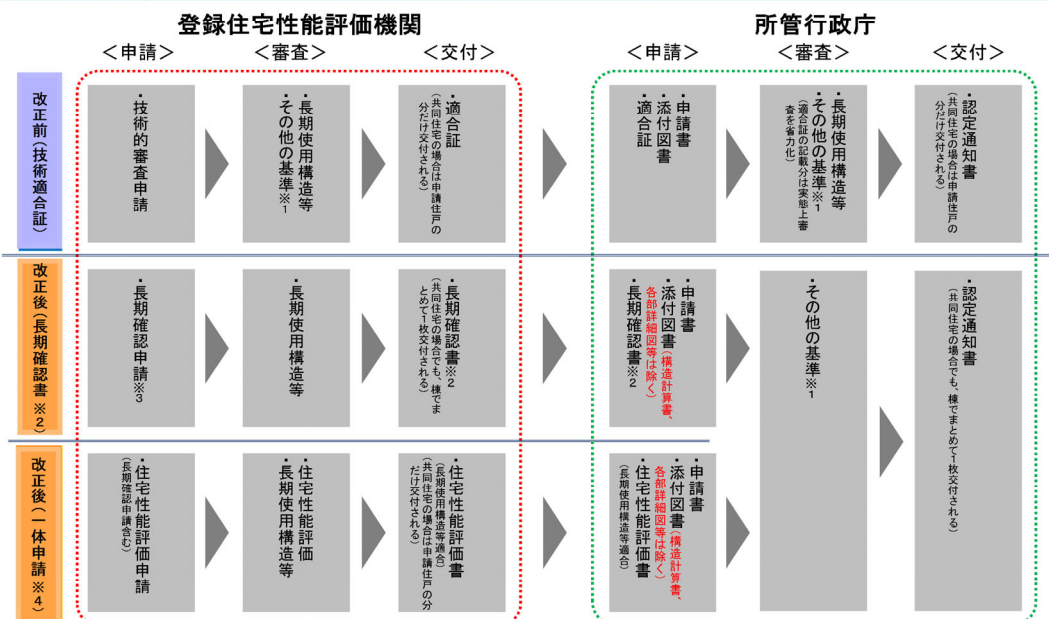 登録住宅性能評価機関
所管行政庁
＜申請＞
＜審査＞
＜交付＞
＜申請＞
＜審査＞
＜交付＞
改正前（技術適合証）
・技術的審査申請
・長期使用構造等
その他の基準※1
・適合証
（共同住宅の場合は申請住戸の
分だけ交付される）
・申請書
・添付図書
・適合証
・長期使用構造等
・その他の基準※1
（適合証の記載分は実態上審
査を省力化）
・認定通知書
（共同住宅の場合は申請住戸の
分だけ交付される）
改正後（長期確認書※2）
・長期確認申請※3
・長期使用構造等
・長期確認書※2
（共同住宅の場合でも、棟でま
とめて1枚交付される）
・申請書
・添付図書（構造計算書、
各部詳細図等は除く）
・長期確認書※2
・その他の基準※1
・認定通知書
（共同住宅の場合でも、棟でまとめて1枚交付される）
改正後（一体申請※4）
・住宅性能評価申請
（長期確認申請含む）
・住宅性能評価
・長期使用構造等
・住宅性能評価書
（長期使用構造等適合）
（共同住宅の場合は申請住戸の分
だけ交付される）
・申請書
・添付図書（構造計算書、
各部詳細図等は除く）
・住宅性能評価書
（長期使用構造等適合）